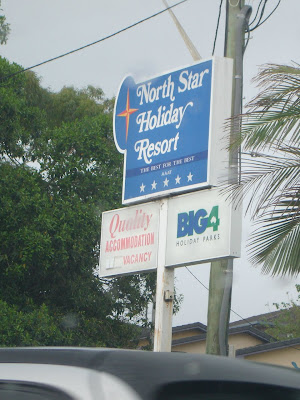 North Star
Holiday
Resort
THE BEST FOR THE BEST
Quality
ACCOMMODATION
VACANCY
BIG4
HOLIDAY PARKS